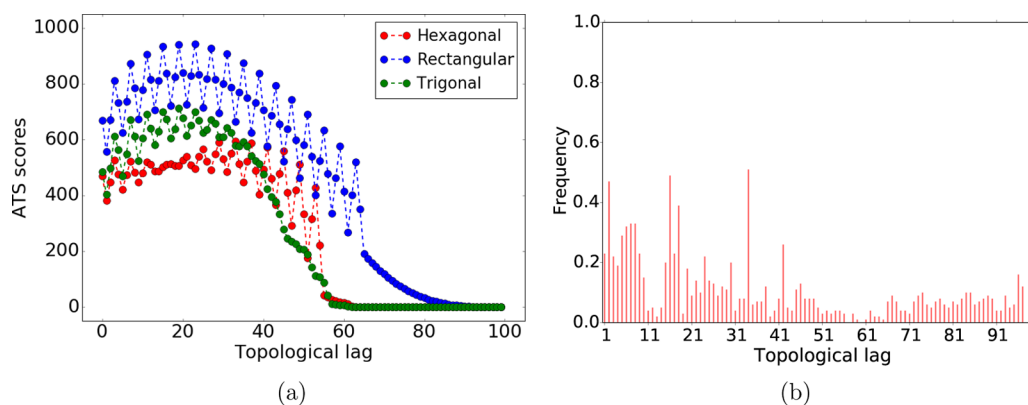 1000
800
600
400
200
0
ATS scores
Hexagonal
Rectangular
Trigonal
0 20 40 60 80 100
Topological lag
(a)
1.0
0.8
0.6
0.4
0.2
0.0
Frequency
1 11 21 31 41 51 61 71 81 91
Topological lag
(b)